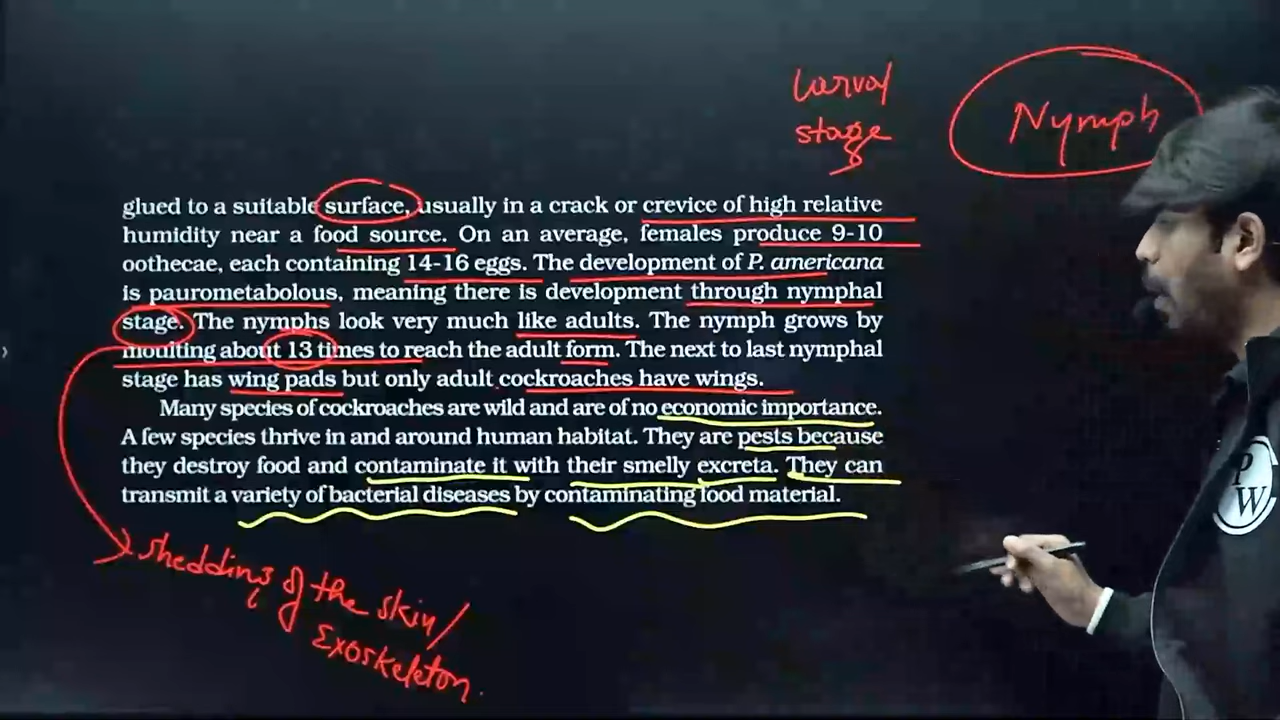 larval
stage
Nymph
glued to a suitable surface, usually in a crack or crevice of high relative
humidity near a food source. On an average, females produce 9-10
oothecae, each containing 14-16 eggs. The development of P. americana
is paurometabolous, meaning there is development through nymphal
stage. The nymphs look very much like adults. The nymph grows by
moulting about 13 times to reach the adult form. The next to last nymphal
stage has wing pads but only adult cockroaches have wings.
Many species of cockroaches are wild and are of no economic importance.
A few species thrive in and around human habitat. They are pests because
they destroy food and contaminate it with their smelly excreta. They can
transmit a variety of bacterial diseases by contaminating food material.
shedding of the skin/
Exoskeleton.
P
W